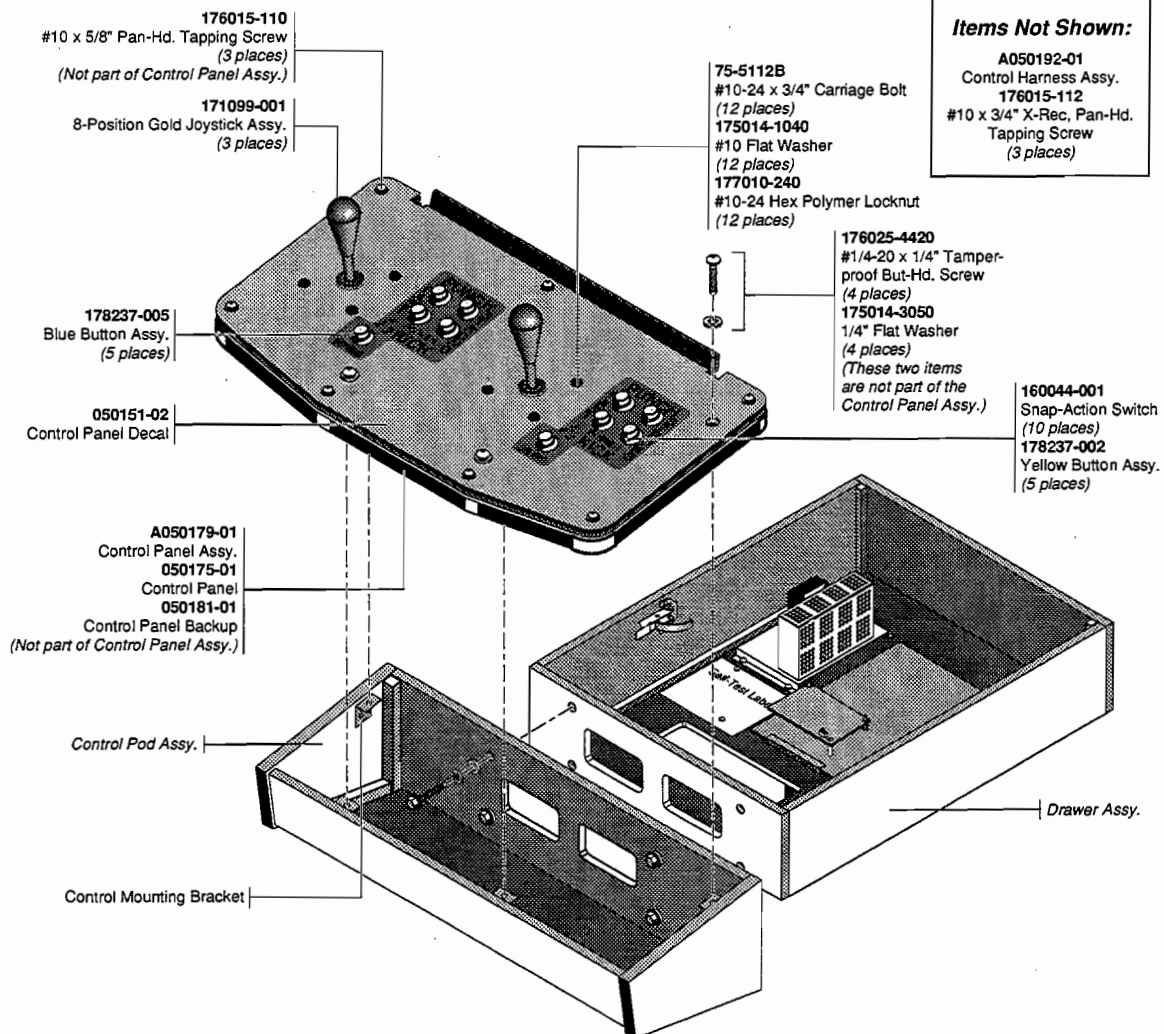 176015-110
#10 x 5/8" Pan-Hd. Tapping Screw
(3 places)
(Not part of Control Panel Assy.)
171099-001
8-Position Gold Joystick Assy.
(3 places)
178237-005
Blue Button Assy.
(5 places)
050151-02
Control Panel Decal
A050179-01
Control Panel Assy.
050175-01
Control Panel
050181-01
Control Panel Backup
(Not part of Control Panel Assy.)
Control Pod Assy.
Control Mounting Bracket
75-5112B
#10-24 x 3/4" Carriage Bolt
(12 places)
175014-1040
#10 Flat Washer
(12 places)
177010-240
#10-24 Hex Polymer Locknut
(12 places)
Items Not Shown:
A050192-01
Control Harness Assy.
176015-112
#10 x 3/4" X-Rec, Pan-Hd.
Tapping Screw
(3 places)
176025-4420
#1/4-20 x 1/4" Tamper-
proof But-Hd. Screw
(4 places)
175014-3050
1/4" Flat Washer
(4 places)
(These two items
are not part of the
Control Panel Assy.)
160044-001
Snap-Action Switch
(10 places)
178237-002
Yellow Button Assy.
(5 places)
Self-Test Label
Drawer Assy.